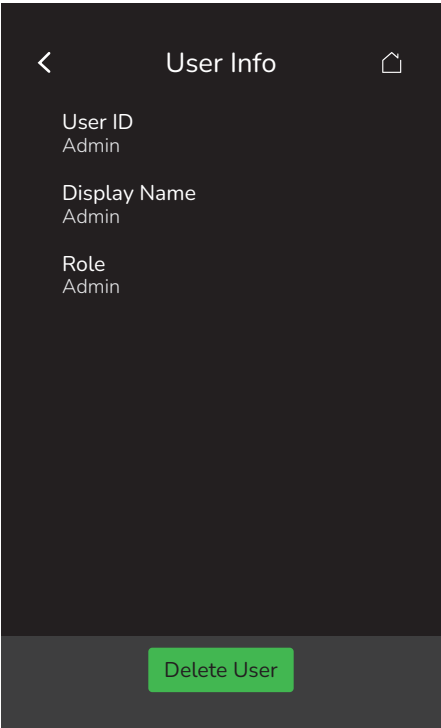 User Info
User ID
Admin
Display Name
Admin
Role
Admin
Delete User